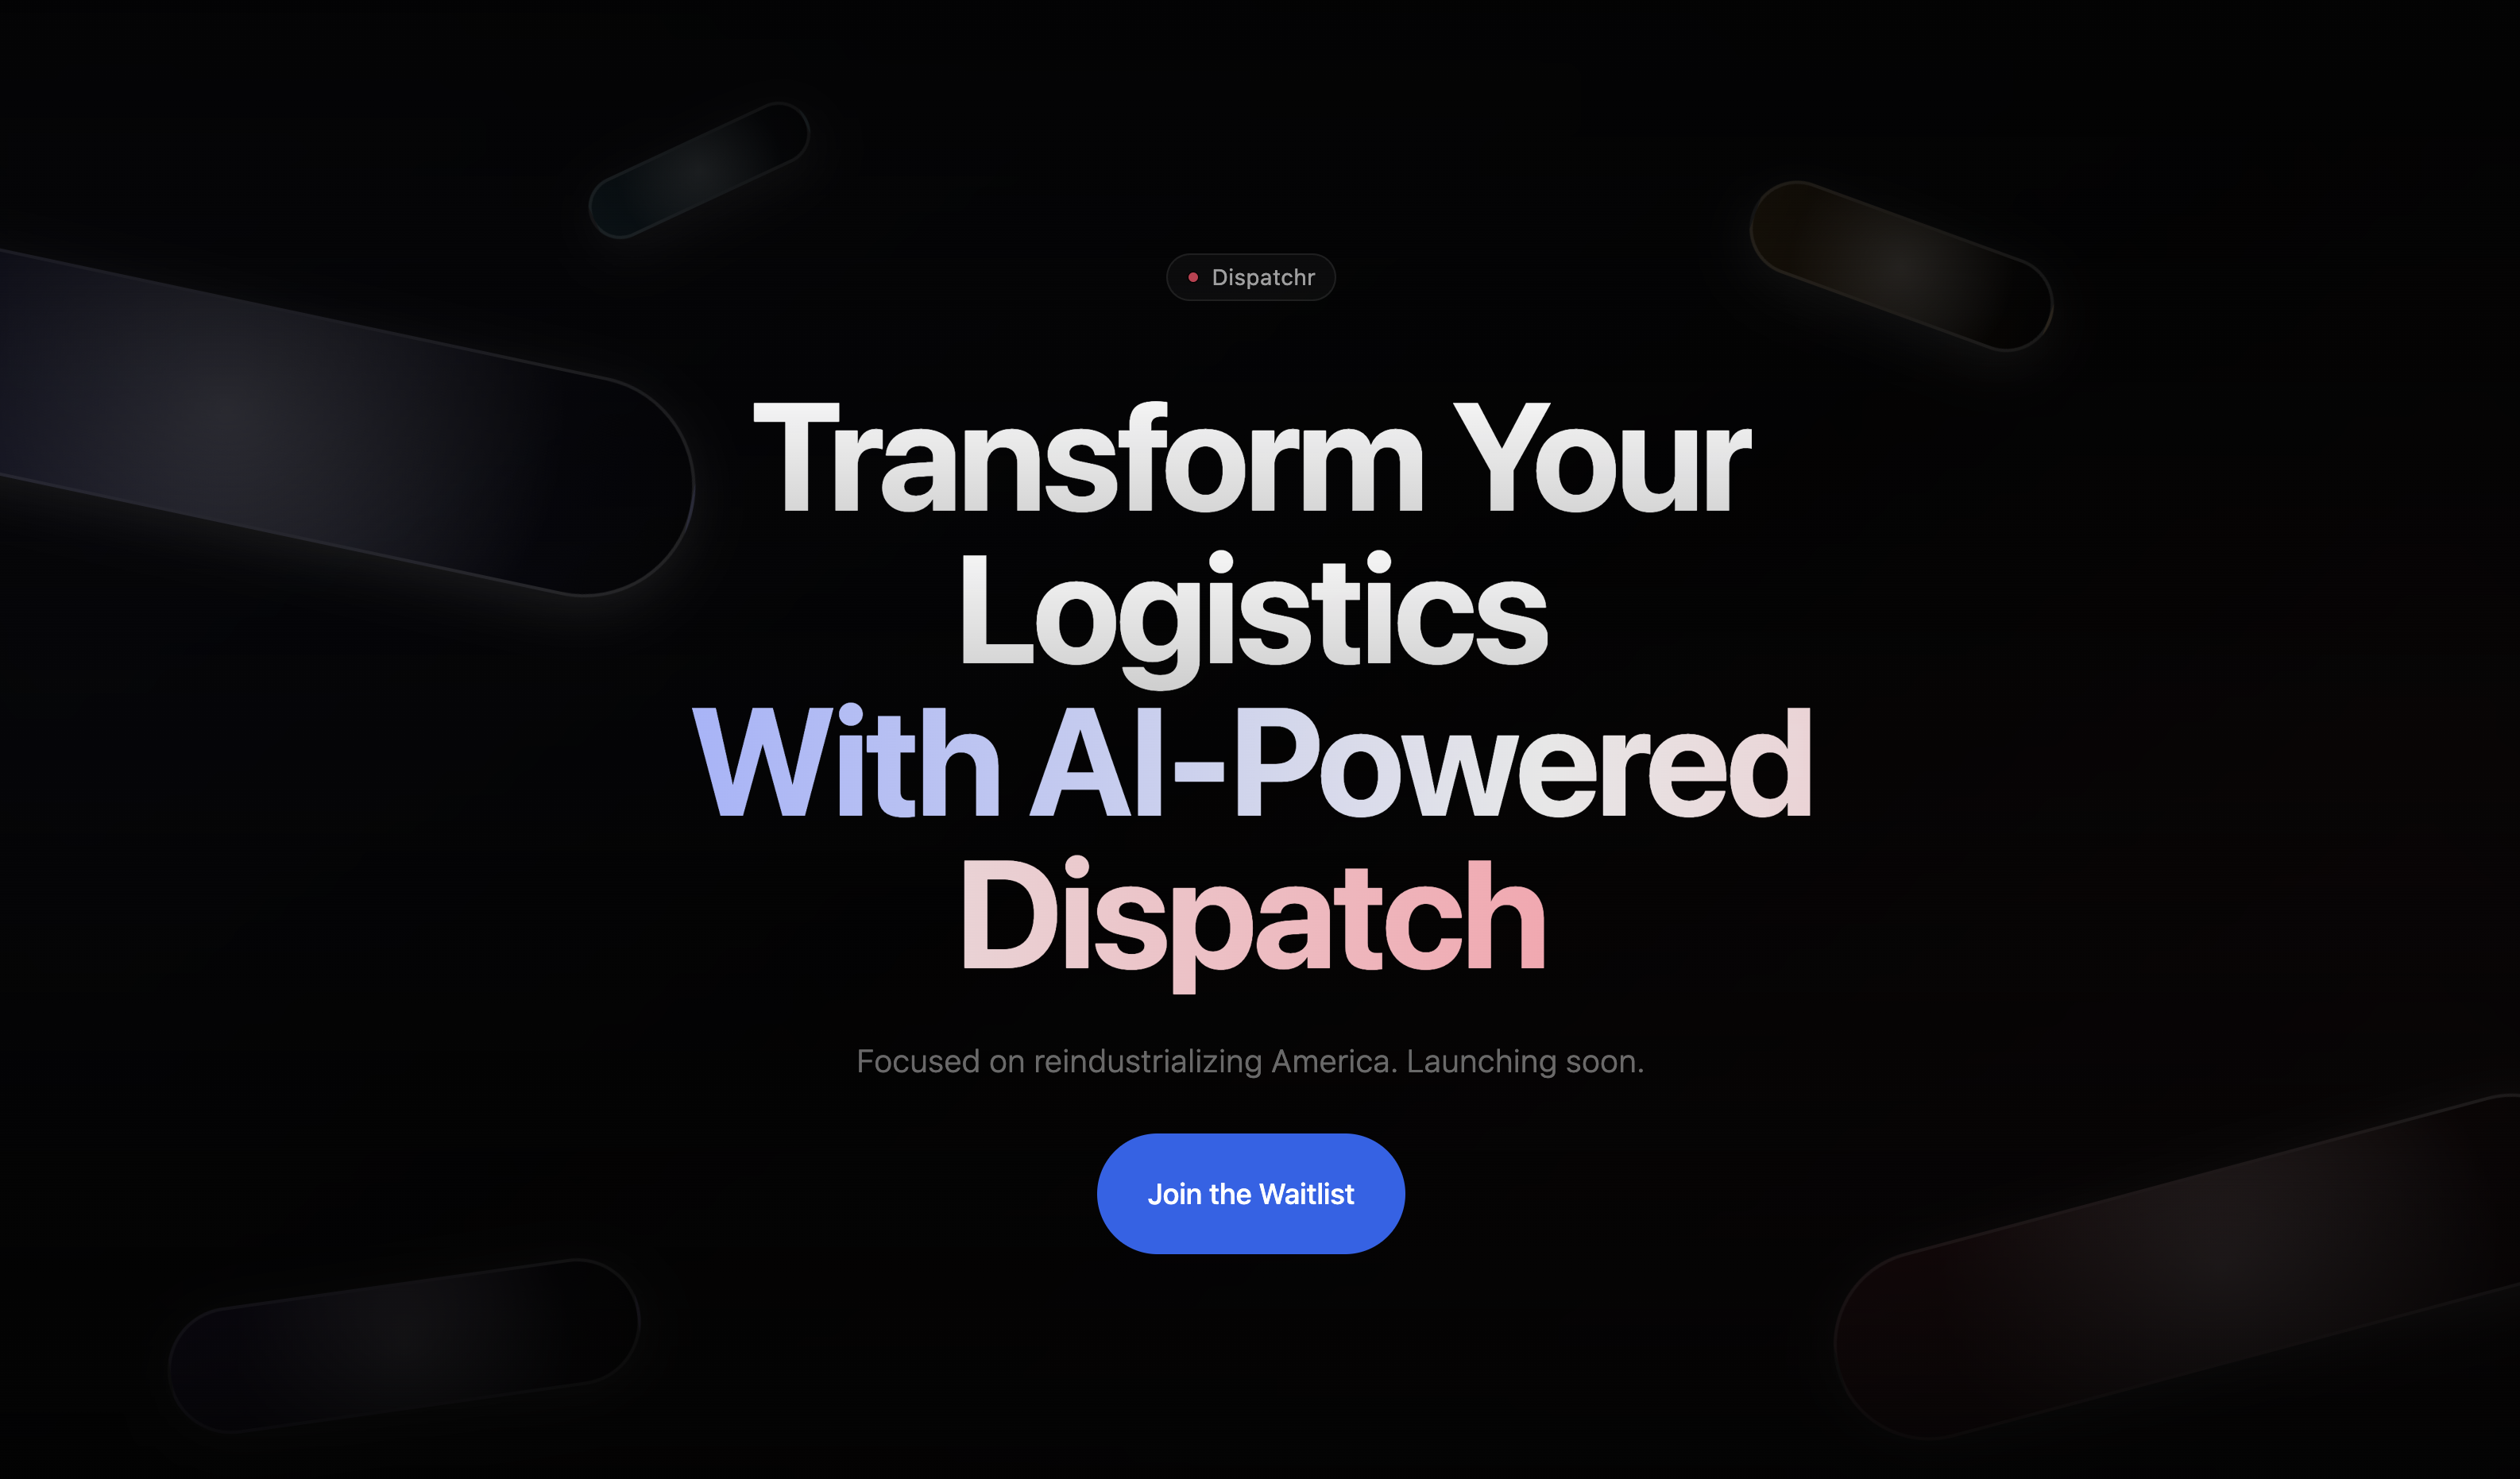 Dispatchr
Transform Your
Logistics
With AI-Powered
Dispatch
Focused on reindustrializing America. Launching soon.
Join the Waitlist